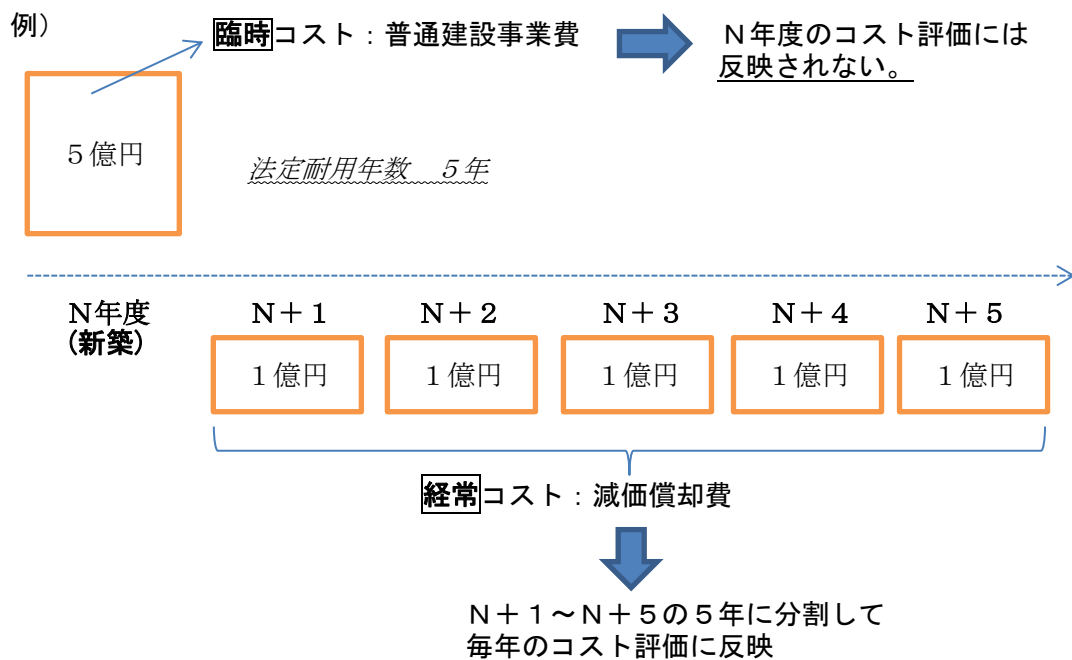 例）
臨時コスト：普通建設事業費
Ｎ年度のコスト評価には
反映されない。
５億円
法定耐用年数　５年
Ｎ年度
(新築)
Ｎ＋１
Ｎ＋２
Ｎ＋３
Ｎ＋４
Ｎ＋５
１億円
１億円
１億円
１億円
１億円
経常コスト：減価償却費
Ｎ＋１～Ｎ＋５の５年に分割して
毎年のコスト評価に反映